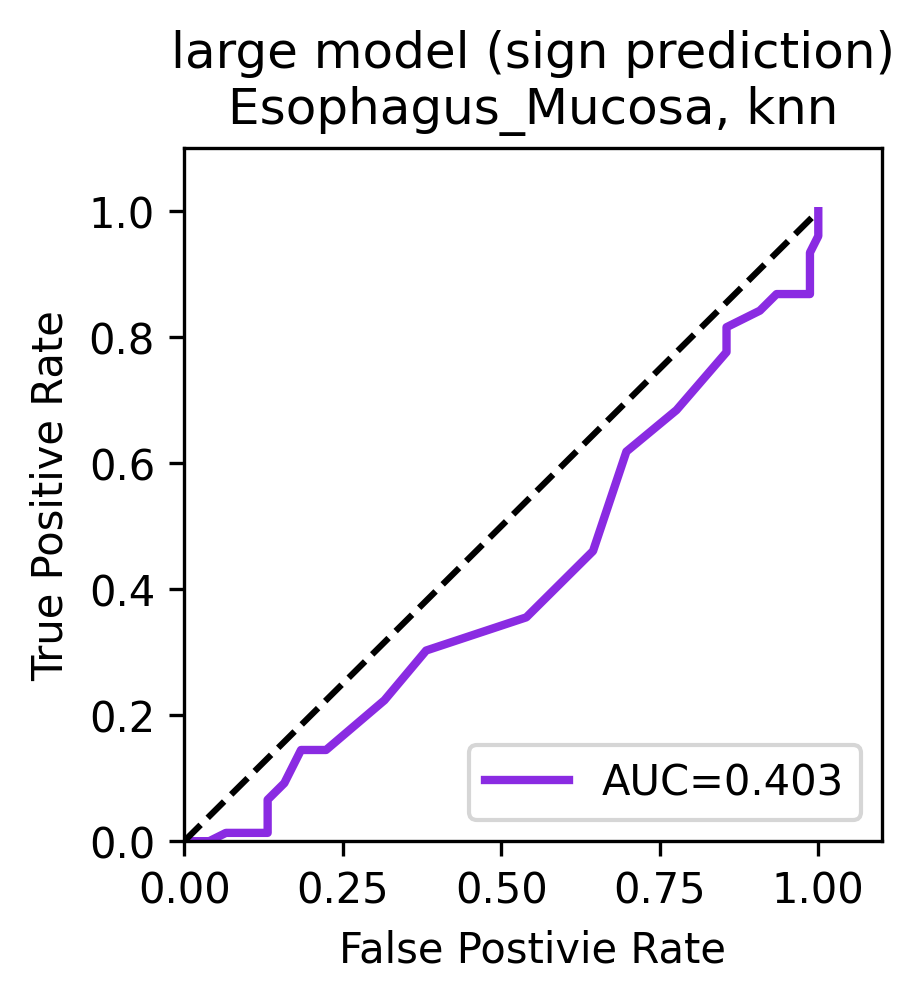 large model (sign prediction)
Esophagus_Mucosa, knn
1.0
0.8
0.6
0.4
0.2
0.0
True Positive Rate
AUC=0.403
0.00 0.25 0.50 0.75 1.00
False Postivie Rate